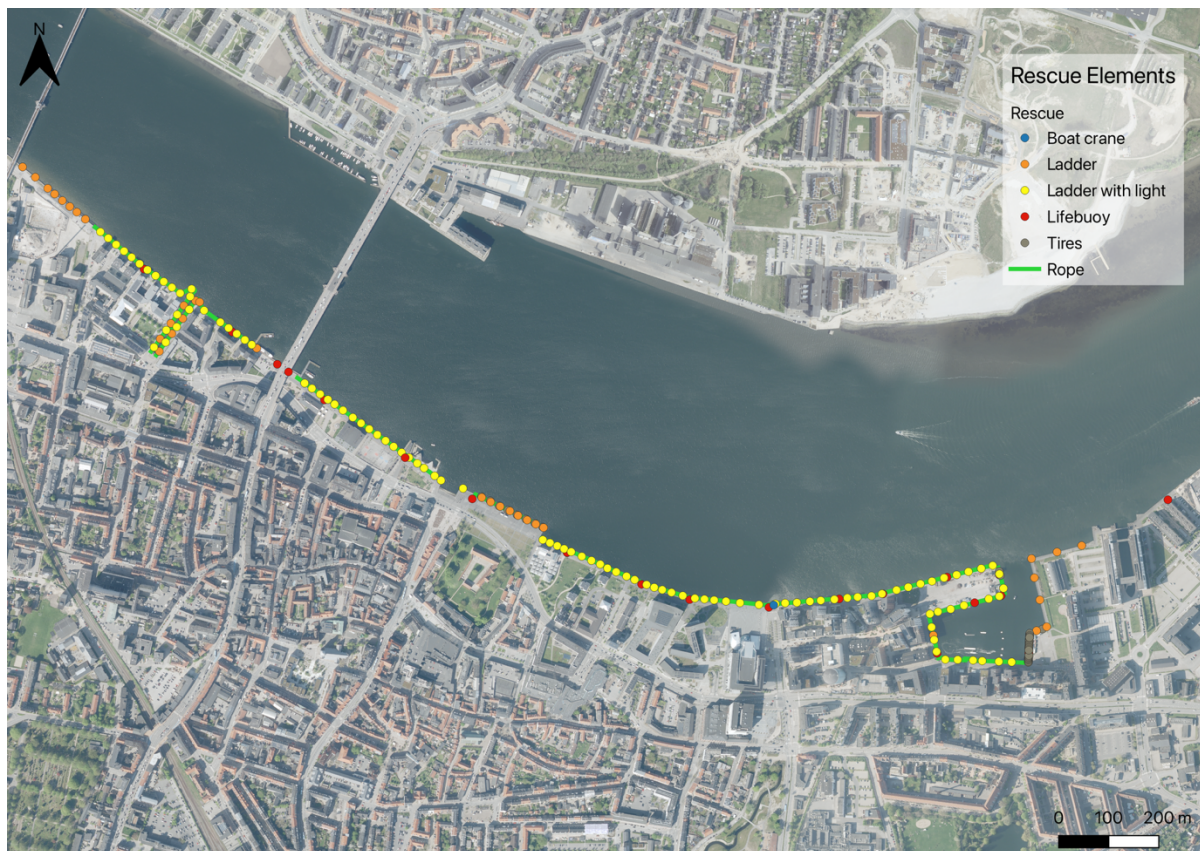 N
Rescue Elements
Rescue
Boat crane
Ladder
Ladder with light
Lifebuoy
Tires
Rope
0 100 200 m